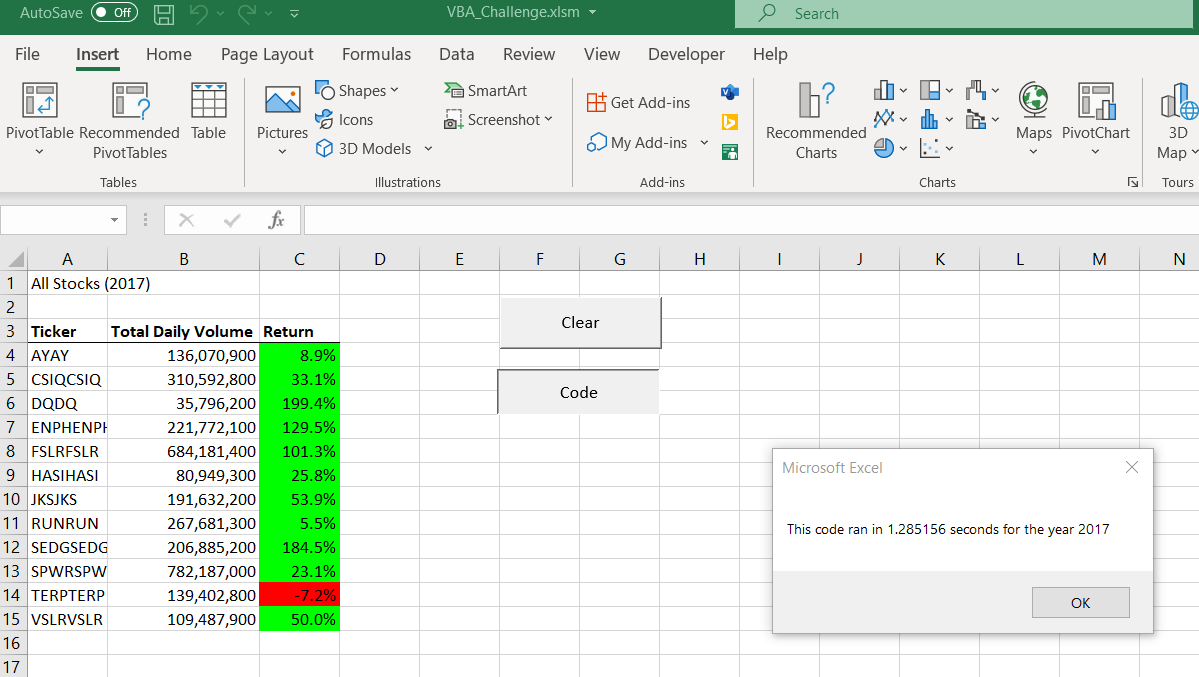 AutoSave Off VBA_Challenge.xlsm Search
File Insert Home Page Layout Formulas Data Review View Developer Help
PivotTable Recommended PivotTables Table
Tables
Pictures Shapes Icons 3D Models SmartArt Screenshot
Illustrations
Get Add-ins
My Add-ins
Add-ins
Recommended Charts
Maps PivotChart
Charts
3D Map
Tours
fx
A B C D E F G H I J K L M N
1 All Stocks (2017)
2
3 Ticker Total Daily Volume Return
4 AYAY 136,070,900 8.9%
5 CSIQCSIQ 310,592,800 33.1%
6 DQDQ 35,796,200 199.4%
7 ENPHENPH 221,772,100 129.5%
8 FSLRFSLR 684,181,400 101.3%
9 HASIHASI 80,949,300 25.8%
10 JKSJKS 191,632,200 53.9%
11 RUNRUN 267,681,300 5.5%
12 SEDGSEDG 206,885,200 184.5%
13 SPWRSPW 782,187,000 23.1%
14 TERPTERP 139,402,800 -7.2%
15 VSLRVSLR 109,487,900 50.0%
16
17
Clear
Code
Microsoft Excel
This code ran in 1.285156 seconds for the year 2017
OK